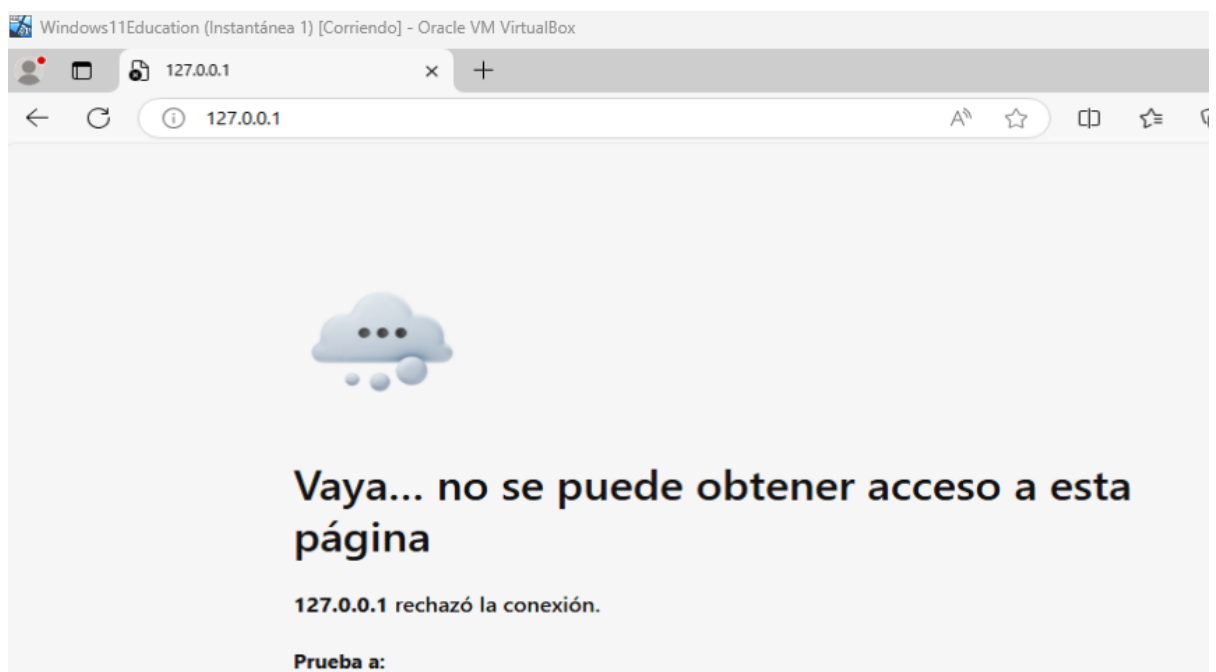 Windows11Education (Instantánea 1) [Corriendo] - Oracle VM VirtualBox
127.0.0.1
127.0.0.1
Vaya... no se puede obtener acceso a esta
página
127.0.0.1 rechazó la conexión.
Prueba a: